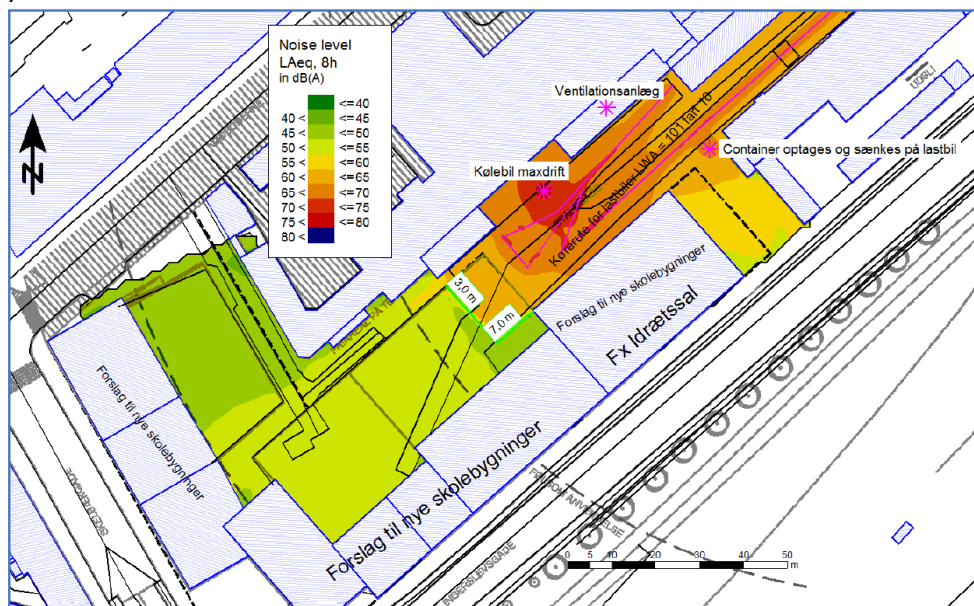 Noise level
LAeq, 8h
in dB(A)
<=40
40 < <=45
45 < <=50
50 < <=55
55 < <=60
60 < <=65
65 < <=70
70 < <=75
75 < <=80
80 <
N
Ventilationsanlæg
Kølebil maxdrift
Container optages og sænkes på lastbil
Kørerute for lastbiler LWA = 101 faft 10
3,0 m
7,0 m
Forslag til nye skolebygninger
Fx Idrætssal
Forslag til nye skolebygninger
Forslag til nye skolebygninger
INGERSLEVSGADE
0 5 10 20 30 40 50
m